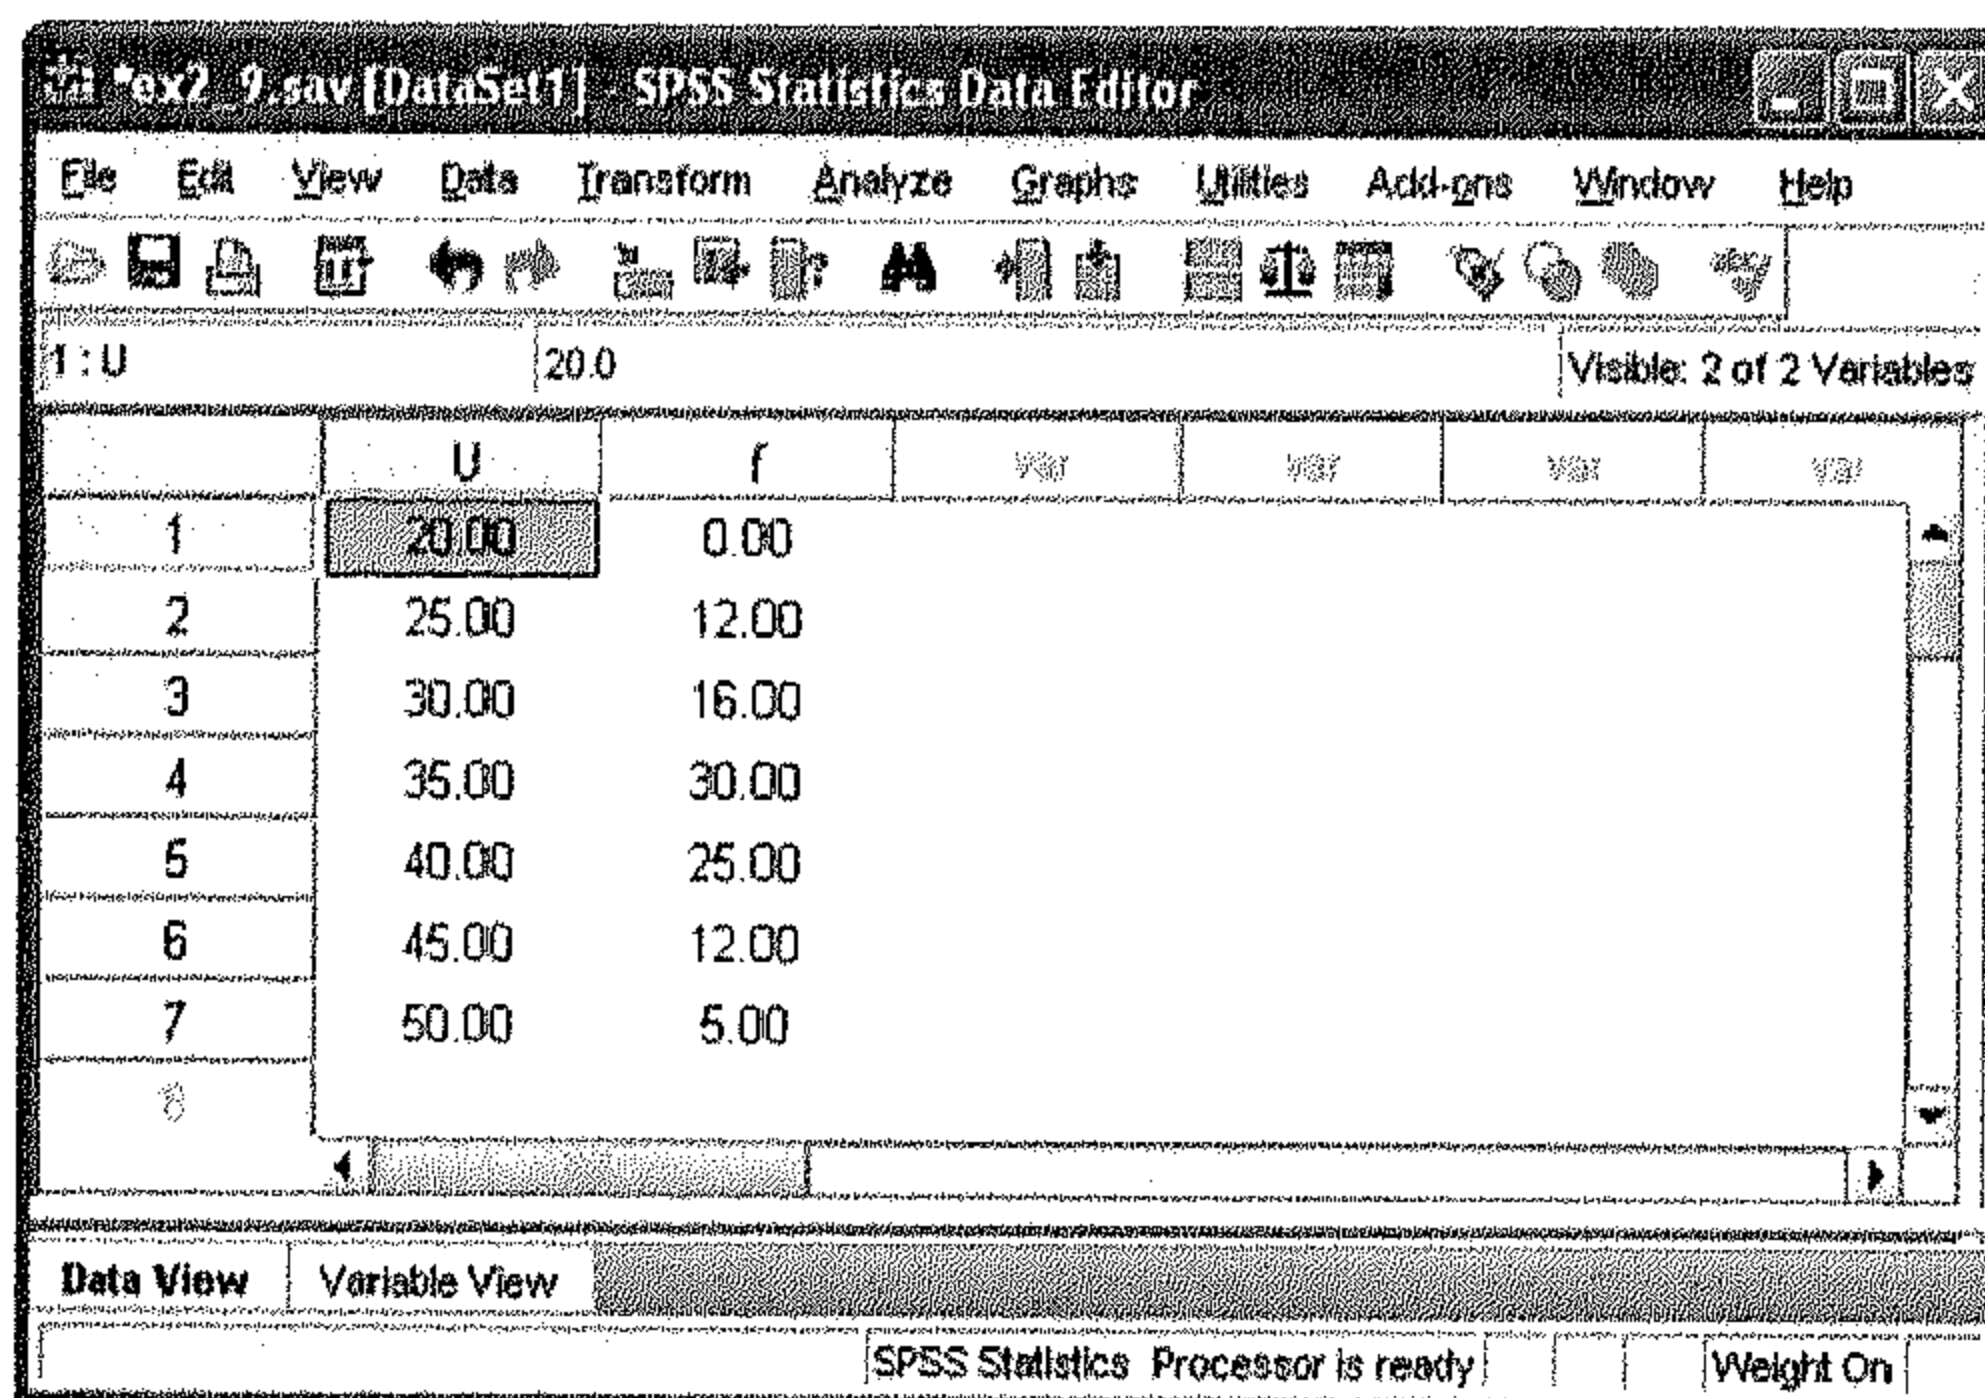 *ex2_9.sav [DataSet1] - SPSS Statistics Data Editor
File Edit View Data Transform Analyze Graphs Utilities Add-ons Window Help
1 : U 20.0 Visible: 2 of 2 Variables
U f var var var var
1 20.00 0.00
2 25.00 12.00
3 30.00 16.00
4 35.00 30.00
5 40.00 25.00
6 45.00 12.00
7 50.00 5.00
8
Data View Variable View
SPSS Statistics Processor is ready Weight On